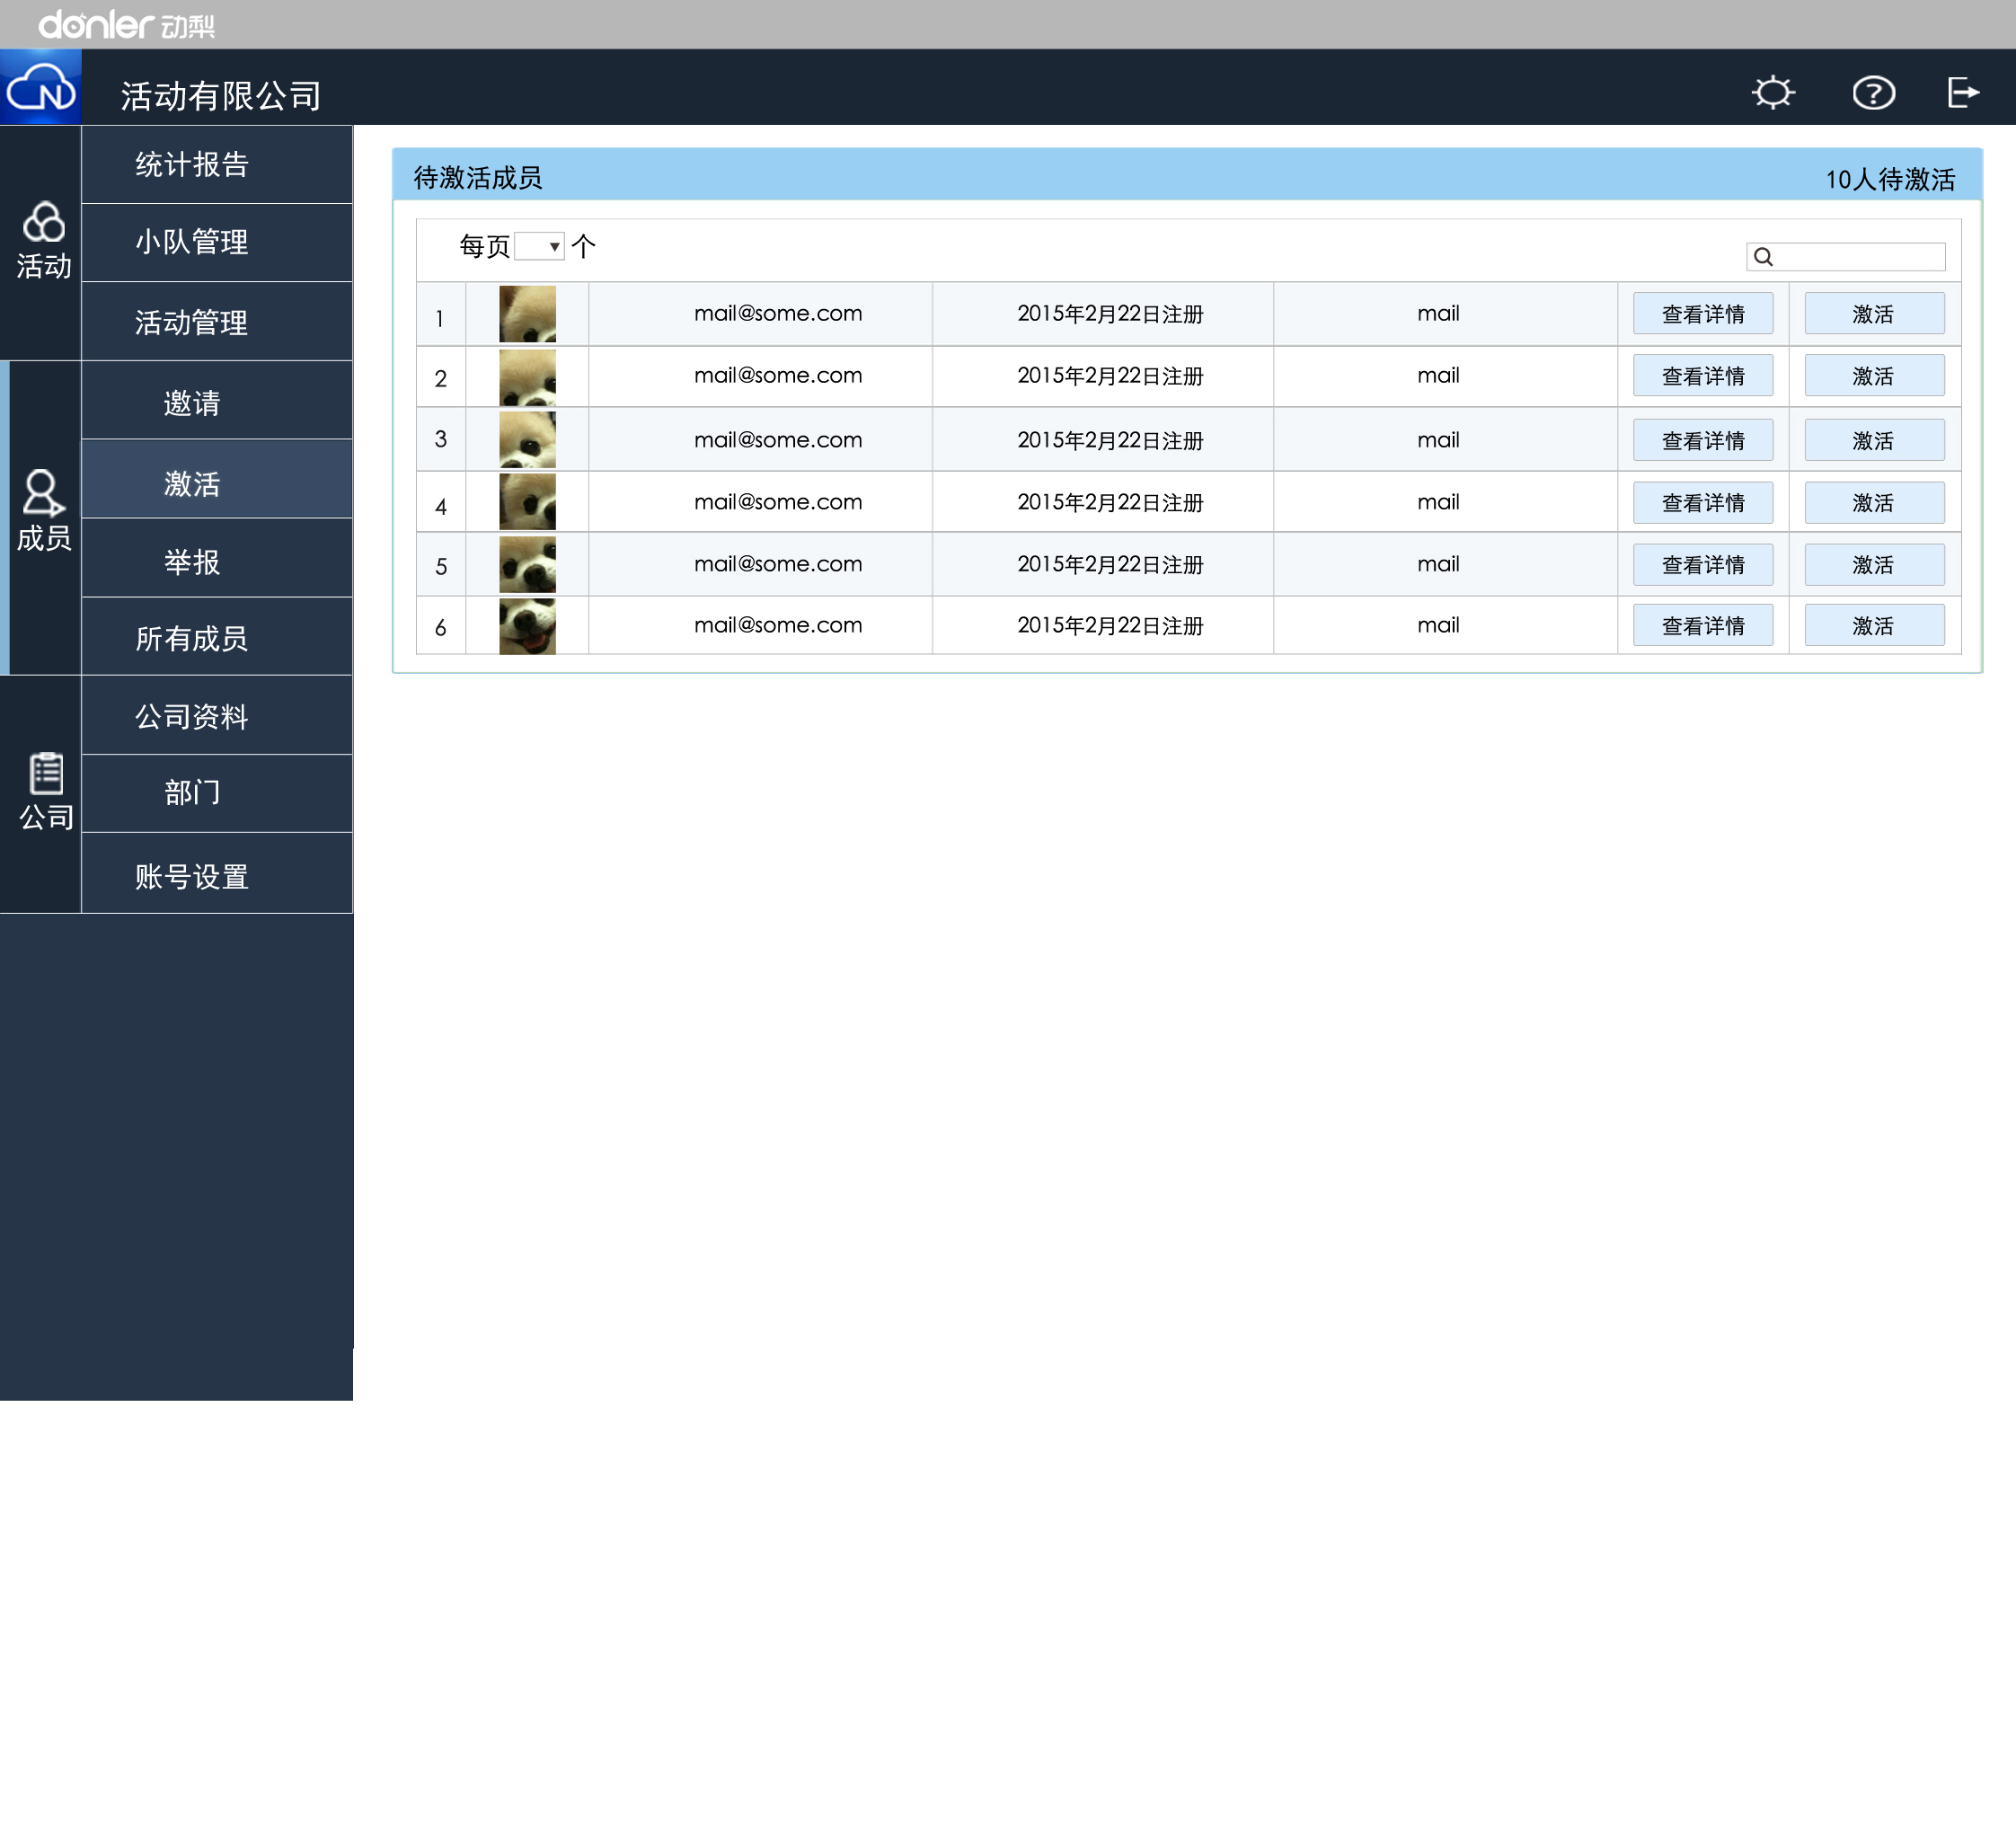 donler 动梨
活动有限公司
活动
统计报告
小队管理
活动管理
成员
邀请
激活
举报
所有成员
公司
公司资料
部门
账号设置
待激活成员 10人待激活
每页 个
1 mail@some.com 2015年2月22日注册 mail 查看详情 激活
2 mail@some.com 2015年2月22日注册 mail 查看详情 激活
3 mail@some.com 2015年2月22日注册 mail 查看详情 激活
4 mail@some.com 2015年2月22日注册 mail 查看详情 激活
5 mail@some.com 2015年2月22日注册 mail 查看详情 激活
6 mail@some.com 2015年2月22日注册 mail 查看详情 激活